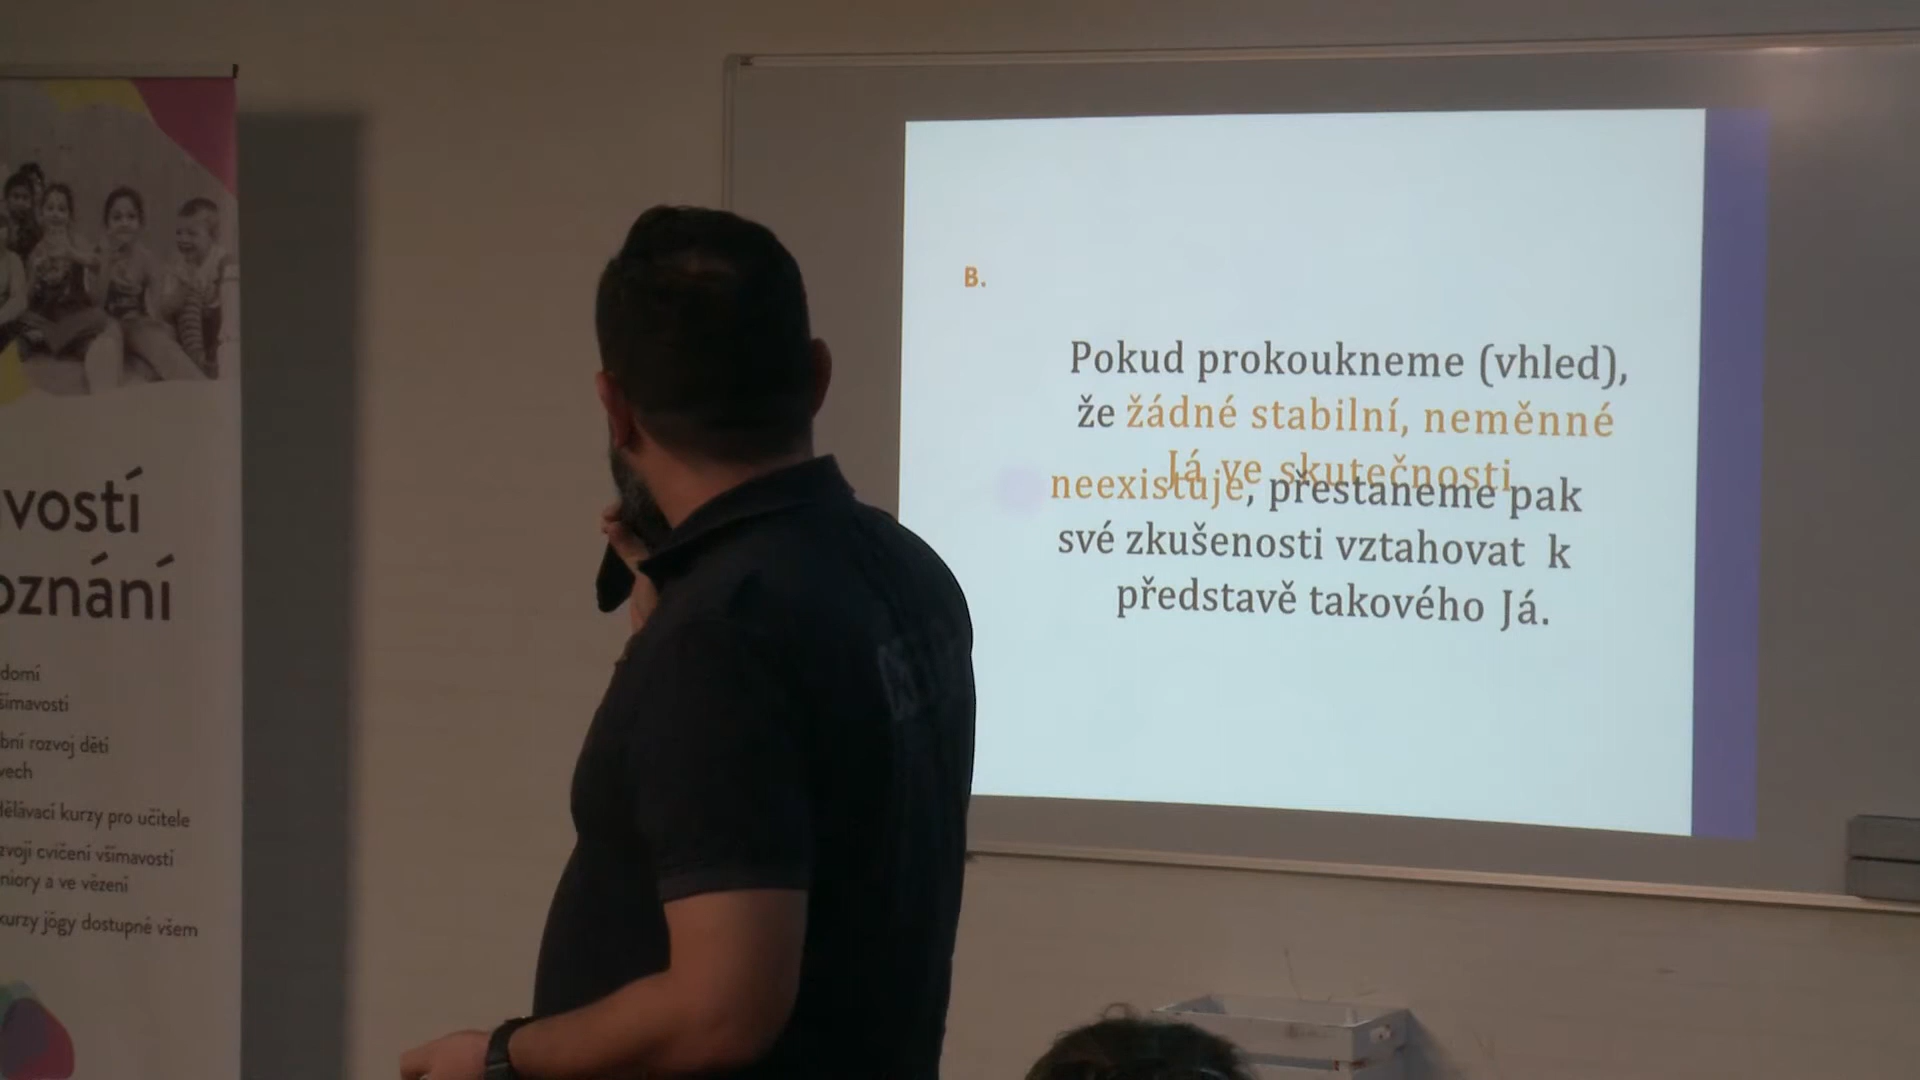 vostí
oznání
domí
šímavosti
bní rozvoj dětí
vech
dělávací kurzy pro učitele
zvoji cvičení všímavosti
niory a ve vězení
kurzy jógy dostupné všem
B.
Pokud prokoukneme (vhled),
že žádné stabilní, neměnné
Já ve skutečnosti
neexistuje, přestaneme pak
své zkušenosti vztahovat k
představě takového Já.